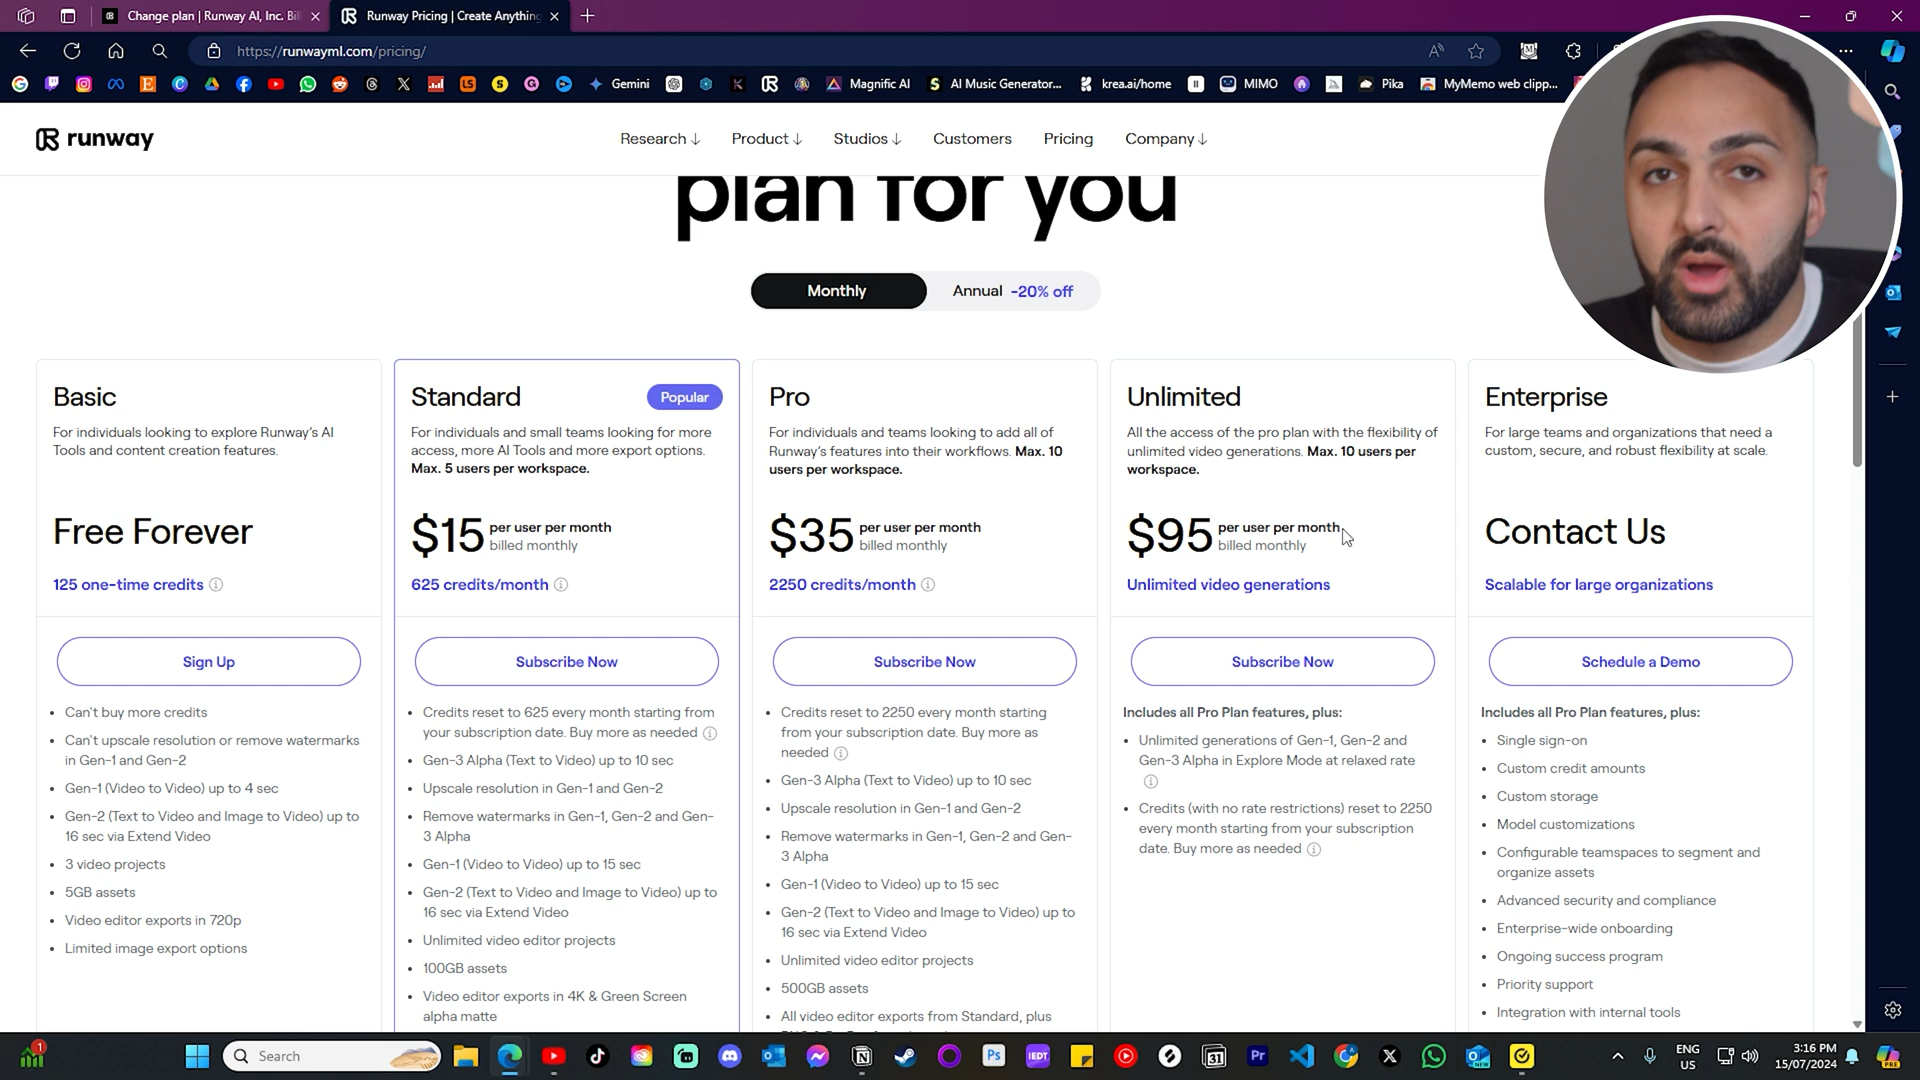 Change plan | Runway AI, Inc. Bil
Runway Pricing | Create Anything
https://runwayml.com/pricing/
Gemini
Magnific AI
AI Music Generator...
krea.ai/home
MIMO
Pika
MyMemo web clipp...
runway
Research ↓
Product ↓
Studios ↓
Customers
Pricing
Company ↓
plan for you
Monthly
Annual -20% off
Basic
For individuals looking to explore Runway's AI
Tools and content creation features.
Free Forever
125 one-time credits
Sign Up
• Can't buy more credits
• Can't upscale resolution or remove watermarks
in Gen-1 and Gen-2
• Gen-1 (Video to Video) up to 4 sec
• Gen-2 (Text to Video and Image to Video) up to
16 sec via Extend Video
• 3 video projects
• 5GB assets
• Video editor exports in 720p
• Limited image export options
Standard
Popular
For individuals and small teams looking for more
access, more AI Tools and more export options.
Max. 5 users per workspace.
$15 per user per month
billed monthly
625 credits/month
Subscribe Now
• Credits reset to 625 every month starting from
your subscription date. Buy more as needed
• Gen-3 Alpha (Text to Video) up to 10 sec
• Upscale resolution in Gen-1 and Gen-2
• Remove watermarks in Gen-1, Gen-2 and Gen-
3 Alpha
• Gen-1 (Video to Video) up to 15 sec
• Gen-2 (Text to Video and Image to Video) up to
16 sec via Extend Video
• Unlimited video editor projects
• 100GB assets
• Video editor exports in 4K & Green Screen
alpha matte
Pro
For individuals and teams looking to add all of
Runway's features into their workflows. Max. 10
users per workspace.
$35 per user per month
billed monthly
2250 credits/month
Subscribe Now
• Credits reset to 2250 every month starting
from your subscription date. Buy more as
needed
• Gen-3 Alpha (Text to Video) up to 10 sec
• Upscale resolution in Gen-1 and Gen-2
• Remove watermarks in Gen-1, Gen-2 and Gen-
3 Alpha
• Gen-1 (Video to Video) up to 15 sec
• Gen-2 (Text to Video and Image to Video) up to
16 sec via Extend Video
• Unlimited video editor projects
• 500GB assets
• All video editor exports from Standard, plus
Unlimited
All the access of the pro plan with the flexibility of
unlimited video generations. Max. 10 users per
workspace.
$95 per user per month
billed monthly
Unlimited video generations
Subscribe Now
Includes all Pro Plan features, plus:
• Unlimited generations of Gen-1, Gen-2 and
Gen-3 Alpha in Explore Mode at relaxed rate
• Credits (with no rate restrictions) reset to 2250
every month starting from your subscription
date. Buy more as needed
Enterprise
For large teams and organizations that need a
custom, secure, and robust flexibility at scale.
Contact Us
Scalable for large organizations
Schedule a Demo
Includes all Pro Plan features, plus:
• Single sign-on
• Custom credit amounts
• Custom storage
• Model customizations
• Configurable teamspaces to segment and
organize assets
• Advanced security and compliance
• Enterprise-wide onboarding
• Ongoing success program
• Priority support
• Integration with internal tools
1
Search
Ps
IEDT
31
Pr
ENG
US
3:16 PM
15/07/2024